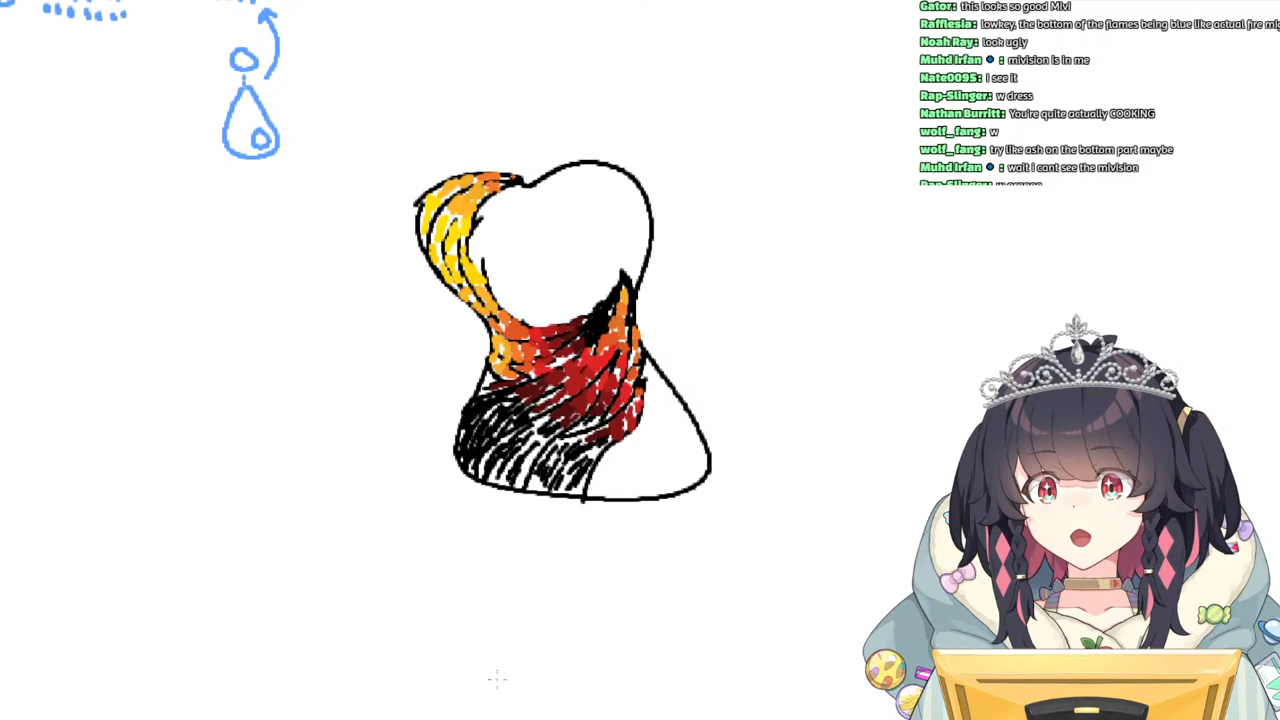 Gator: this looks so good Mivi
Rafflesia: lowkey, the bottom of the flames being blue like actual fire mig
Noah Ray: look ugly
Muhd Irfan : mivision is in me
Nate0095: I see it
Rap-Slinger: w dress
Nathan Burritt: You're quite actually COOKING
wolf_fang: w
wolf_fang: try like ash on the bottom part maybe
Muhd Irfan : wait i cant see the mivision